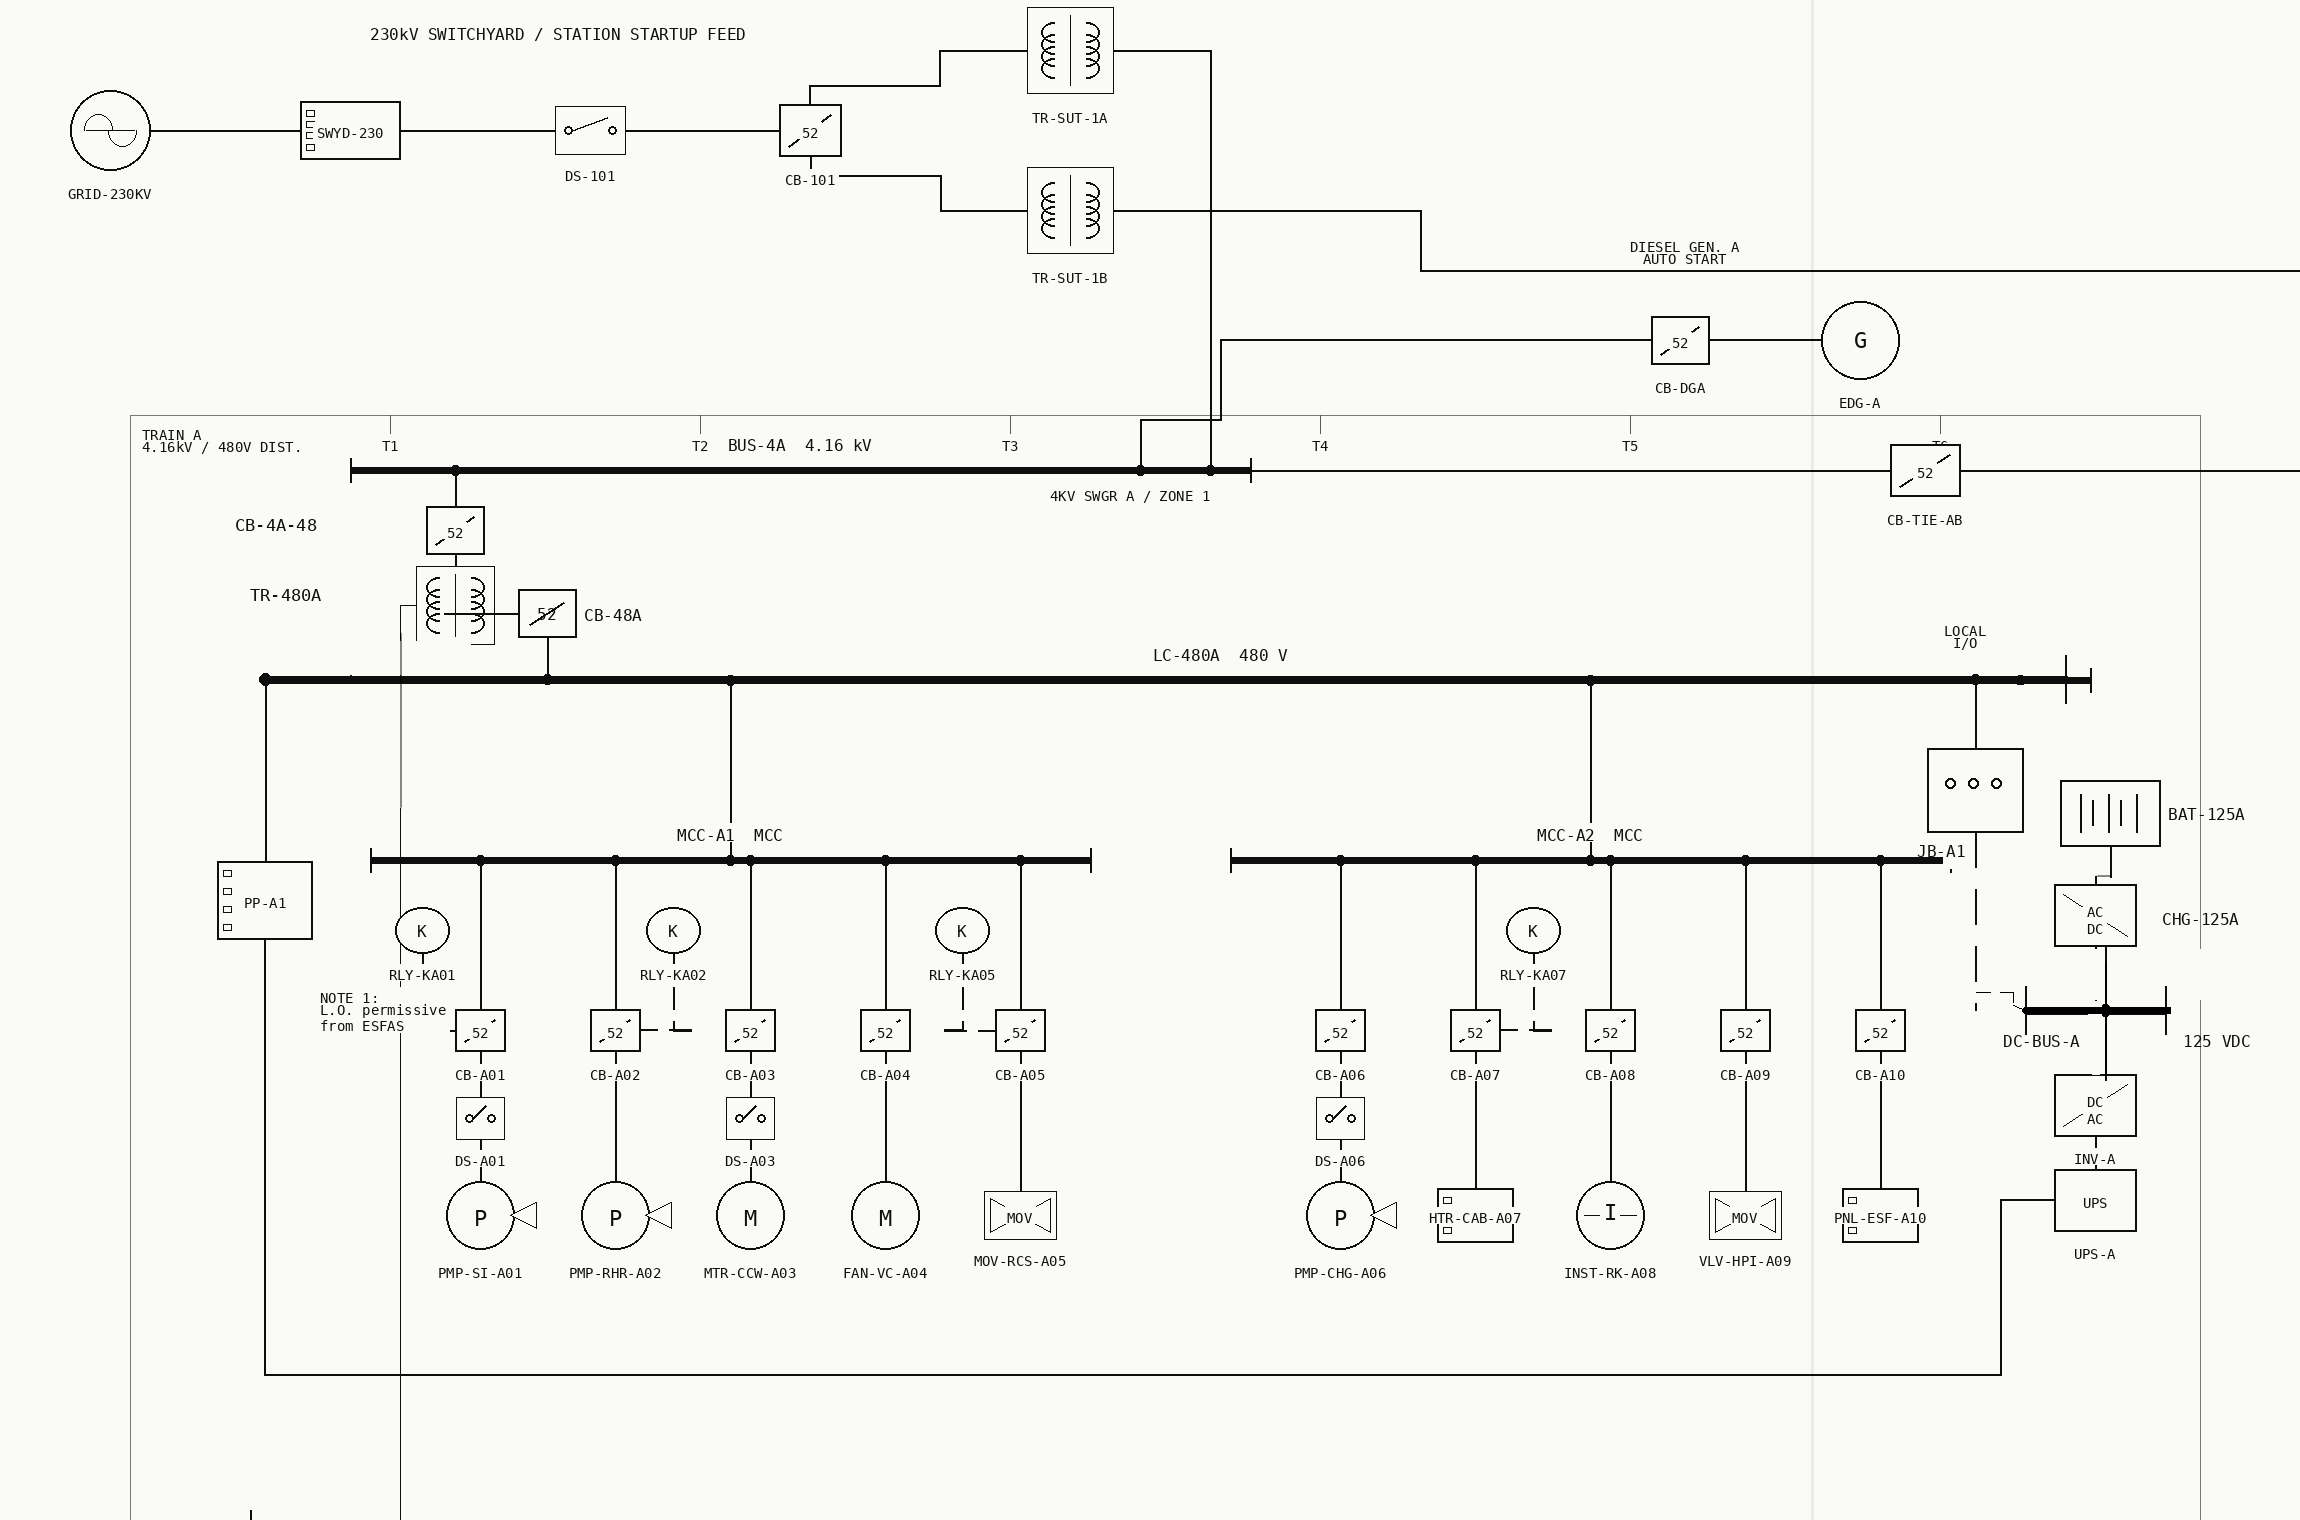 230kV SWITCHYARD / STATION STARTUP FEED
TR-SUT-1A
SWYD-230
52
GRID-230KV
DS-101
CB-101
TR-SUT-1B
DIESEL GEN. A
AUTO START
52
G
CB-DGA
EDG-A
TRAIN A
4.16kV / 480V DIST.
T1
T2
BUS-4A 4.16 kV
T3
T4
T5
52
4KV SWGR A / ZONE 1
CB-TIE-AB
CB-4A-48
52
TR-480A
52
CB-48A
LOCAL
I/O
LC-480A 480 V
BAT-125A
MCC-A1 MCC
MCC-A2 MCC
JB-A1
PP-A1
AC
DC
CHG-125A
K
K
K
K
RLY-KA01
RLY-KA02
RLY-KA05
RLY-KA07
NOTE 1:
L.O. permissive
from ESFAS
52
52
52
52
52
52
52
52
52
52
DC-BUS-A
125 VDC
CB-A01
CB-A02
CB-A03
CB-A04
CB-A05
CB-A06
CB-A07
CB-A08
CB-A09
CB-A10
DC
AC
DS-A01
DS-A03
DS-A06
INV-A
P
P
M
M
MOV
P
HTR-CAB-A07
I
MOV
PNL-ESF-A10
UPS
PMP-SI-A01
PMP-RHR-A02
MTR-CCW-A03
FAN-VC-A04
MOV-RCS-A05
PMP-CHG-A06
INST-RK-A08
VLV-HPI-A09
UPS-A